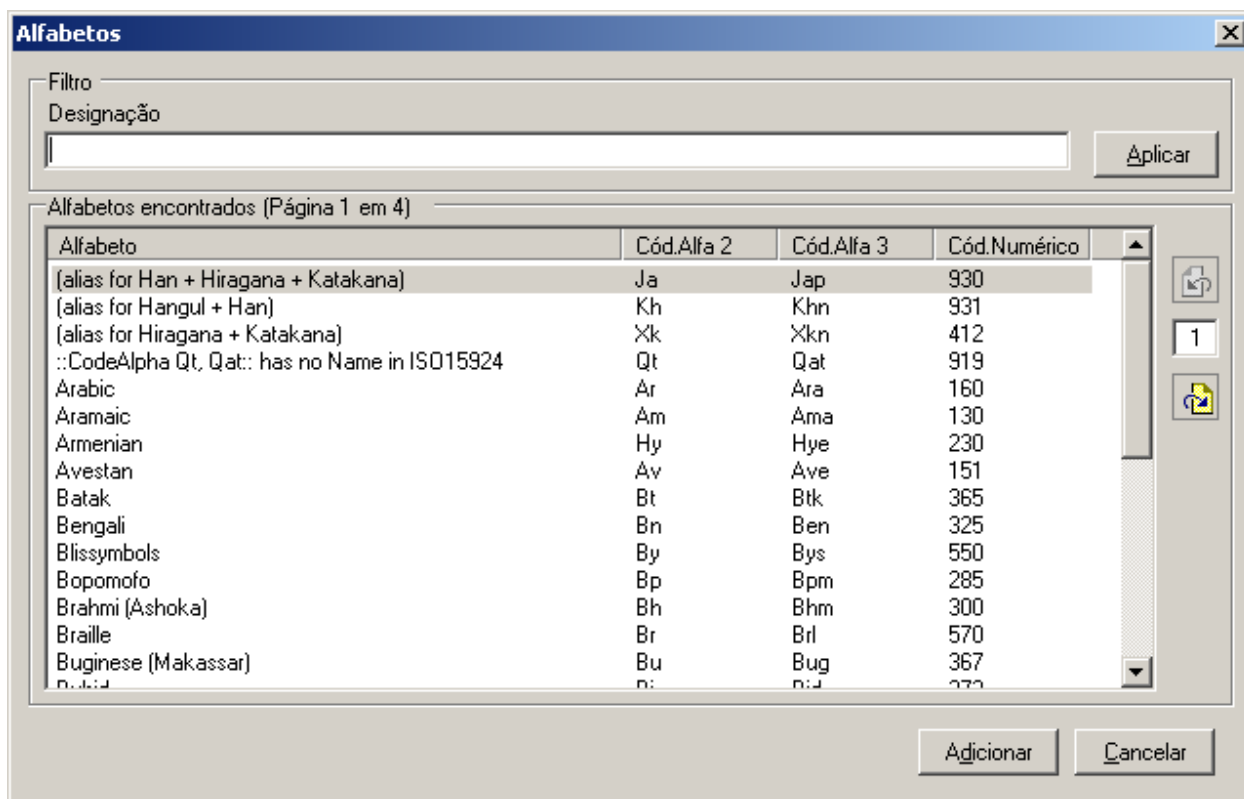 Alfabetos
Filtro
Designação
Aplicar
Alfabetos encontrados (Página 1 em 4)
Alfabeto Cód.Alfa 2 Cód.Alfa 3 Cód.Numérico
(alias for Han + Hiragana + Katakana) Ja Jap 930
(alias for Hangul + Han) Kh Khn 931
(alias for Hiragana + Katakana) Xk Xkn 412
1
::CodeAlpha Qt, Qat:: has no Name in ISO15924 Qt Qat 919
Arabic Ar Ara 160
Aramaic Am Ama 130
Armenian Hy Hye 230
Avestan Av Ave 151
Batak Bt Btk 365
Bengali Bn Ben 325
Blissymbols By Bys 550
Bopomofo Bp Bpm 285
Brahmi (Ashoka) Bh Bhm 300
Braille Br Brl 570
Buginese (Makassar) Bu Bug 367
Adicionar Cancelar